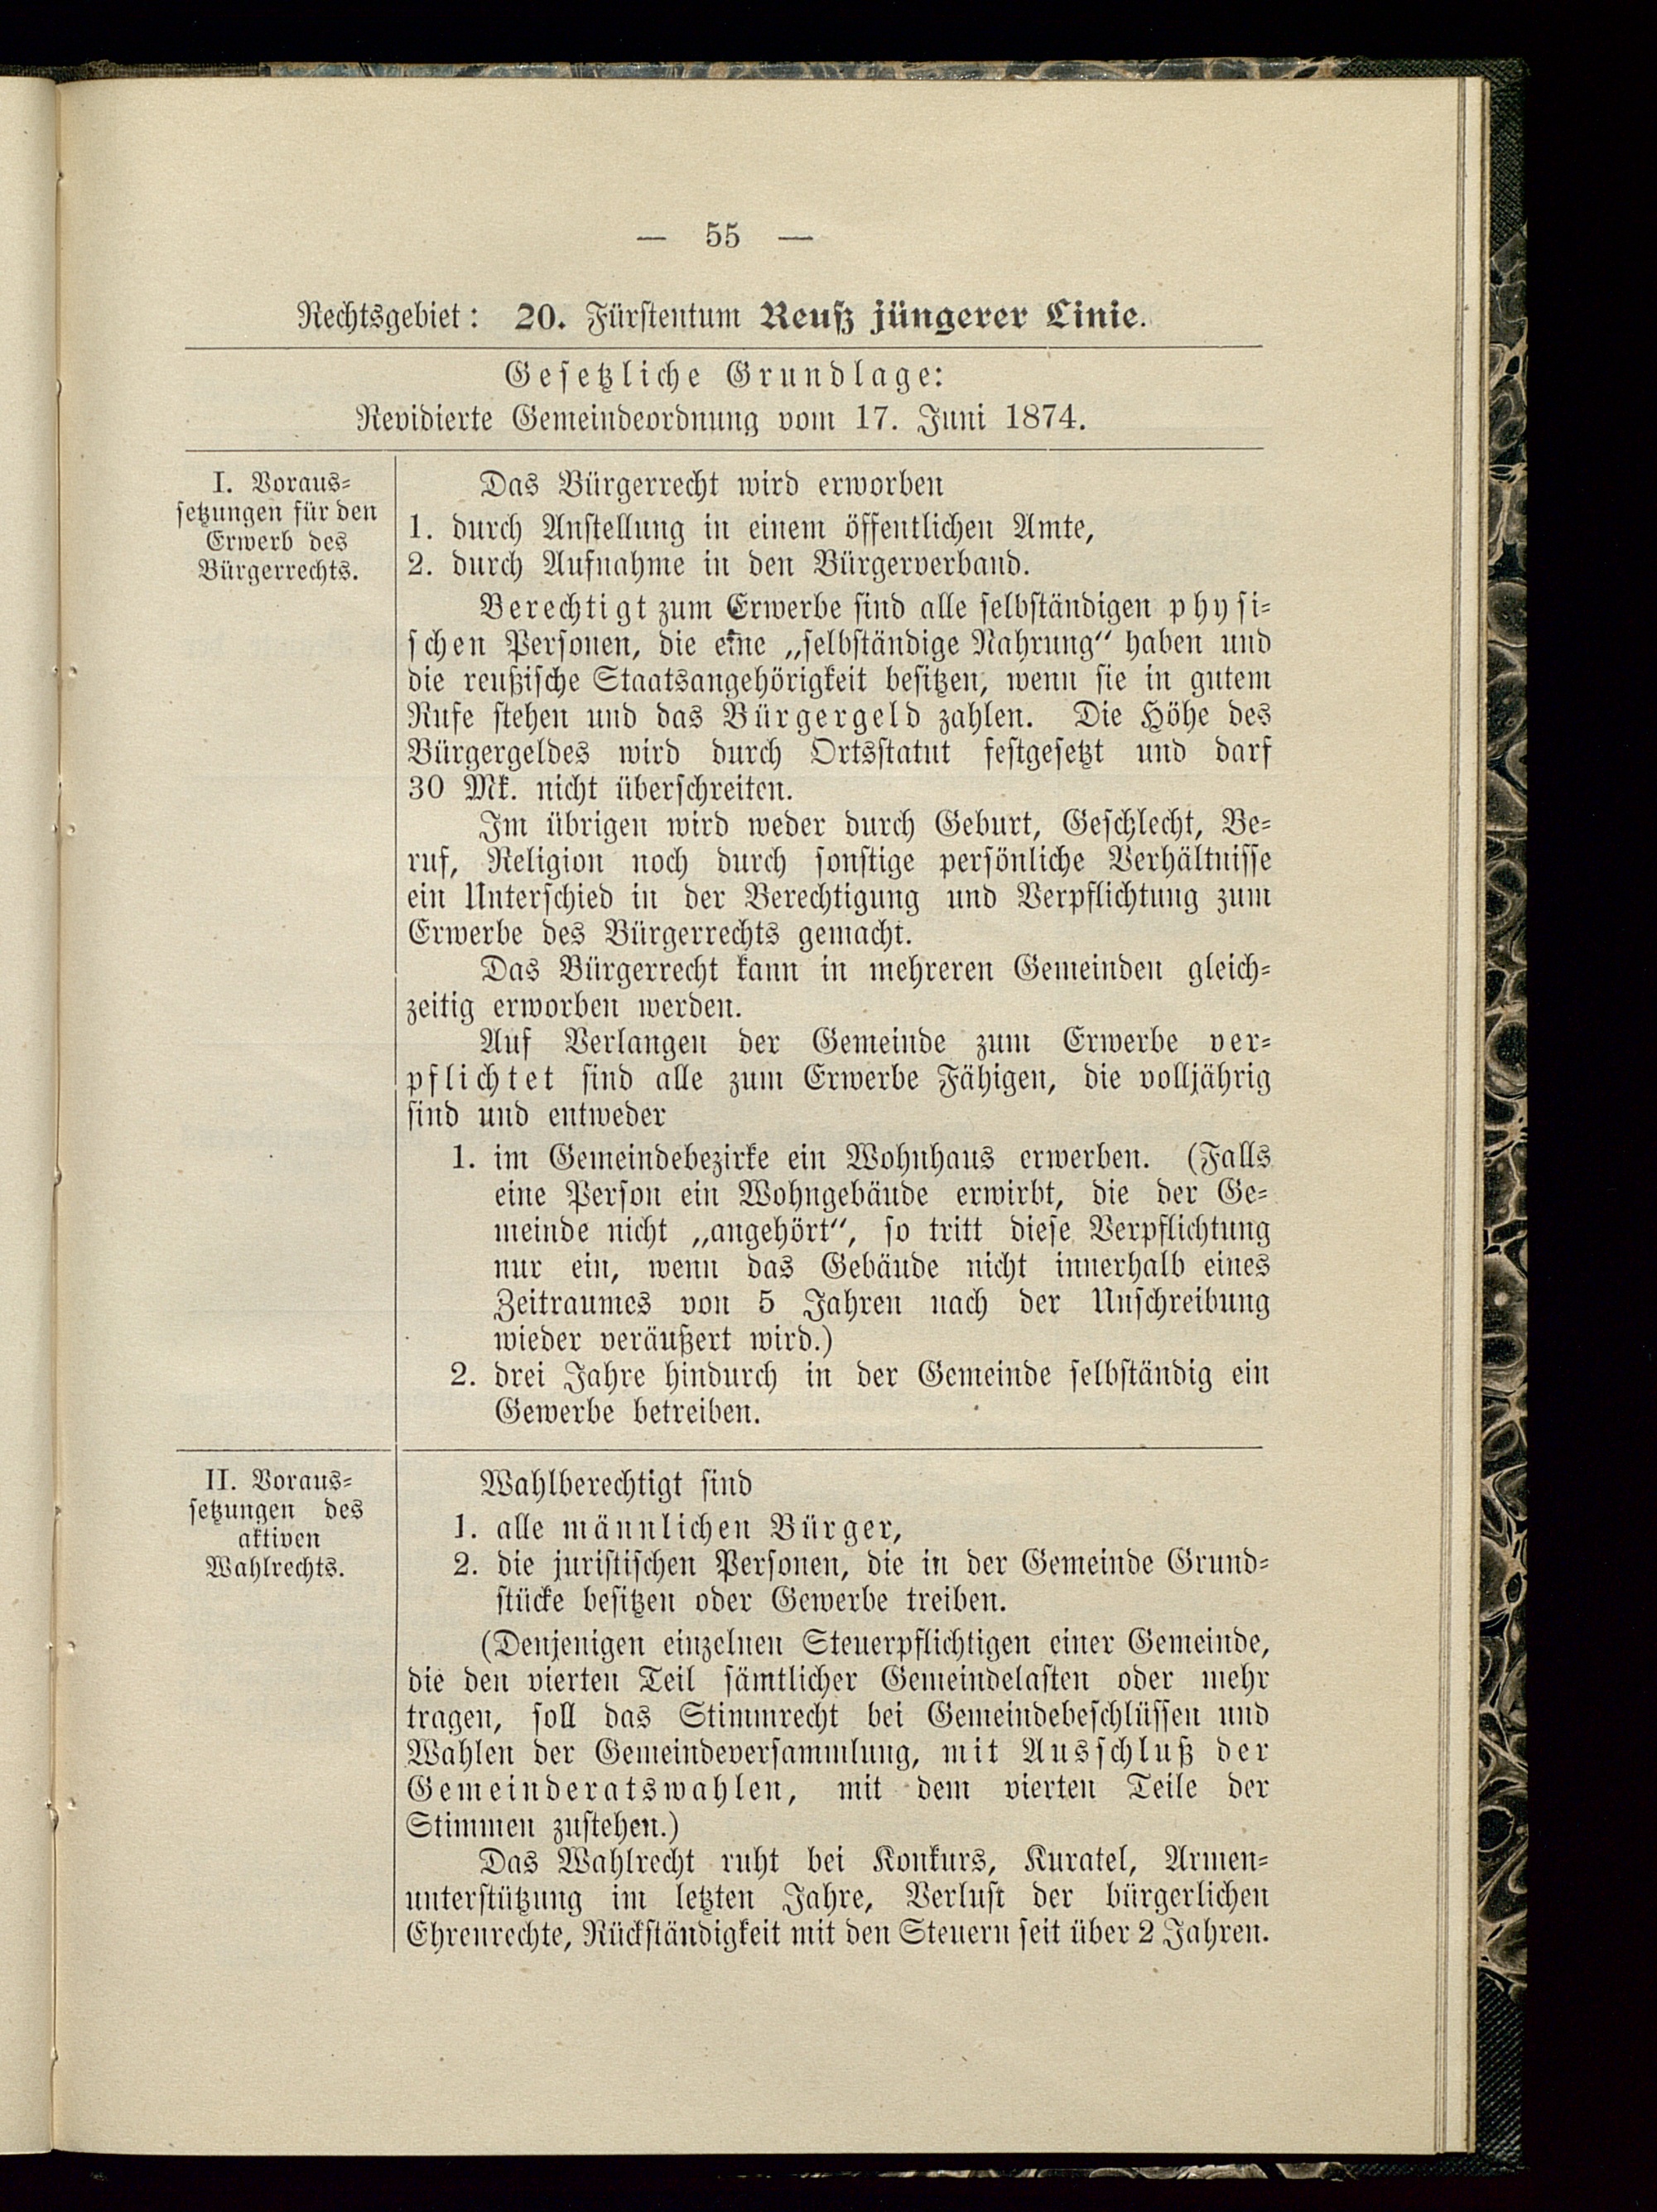 — 55 —
Rechtsgebiet: 20. Fürstentum Reuß jüngerer Linie.
Gesetzliche Grundlage:
Revidierte Gemeindeordnung vom 17. Juni 1874.
I. Voraus-
setzungen für den
Erwerb des
Bürgerrechts.
Das Bürgerrecht wird erworben
1. durch Anstellung in einem öffentlichen Amte,
2. durch Aufnahme in den Bürgerverband.
Berechtigt zum Erwerbe sind alle selbständigen physi-
schen Personen, die eine „selbständige Nahrung“ haben und
die reußische Staatsangehörigkeit besitzen, wenn sie in gutem
Rufe stehen und das Bürgergeld zahlen. Die Höhe des
Bürgergeldes wird durch Ortsstatut festgesetzt und darf
30 Mk. nicht überschreiten.
Im übrigen wird weder durch Geburt, Geschlecht, Be-
ruf, Religion noch durch sonstige persönliche Verhältnisse
ein Unterschied in der Berechtigung und Verpflichtung zum
Erwerbe des Bürgerrechts gemacht.
Das Bürgerrecht kann in mehreren Gemeinden gleich-
zeitig erworben werden.
Auf Verlangen der Gemeinde zum Erwerbe ver-
pflichtet sind alle zum Erwerbe Fähigen, die volljährig
sind und entweder
1. im Gemeindebezirke ein Wohnhaus erwerben. (Falls
eine Person ein Wohngebäude erwirbt, die der Ge-
meinde nicht „angehört“, so tritt diese Verpflichtung
nur ein, wenn das Gebäude nicht innerhalb eines
Zeitraumes von 5 Jahren nach der Unschreibung
wieder veräußert wird.)
2. drei Jahre hindurch in der Gemeinde selbständig ein
Gewerbe betreiben.
II. Voraus-
setzungen des
aktiven
Wahlrechts.
Wahlberechtigt sind
1. alle männlichen Bürger,
2. die juristischen Personen, die in der Gemeinde Grund-
stücke besitzen oder Gewerbe treiben.
(Denjenigen einzelnen Steuerpflichtigen einer Gemeinde,
die den vierten Teil sämtlicher Gemeindelasten oder mehr
tragen, soll das Stimmrecht bei Gemeindebeschlüssen und
Wahlen der Gemeindeversammlung, mit Ausschluß der
Gemeinderatswahlen, mit dem vierten Teile der
Stimmen zustehen.)
Das Wahlrecht ruht bei Konkurs, Kuratel, Armen-
unterstützung im letzten Jahre, Verlust der bürgerlichen
Ehrenrechte, Rückständigkeit mit den Steuern seit über 2 Jahren.